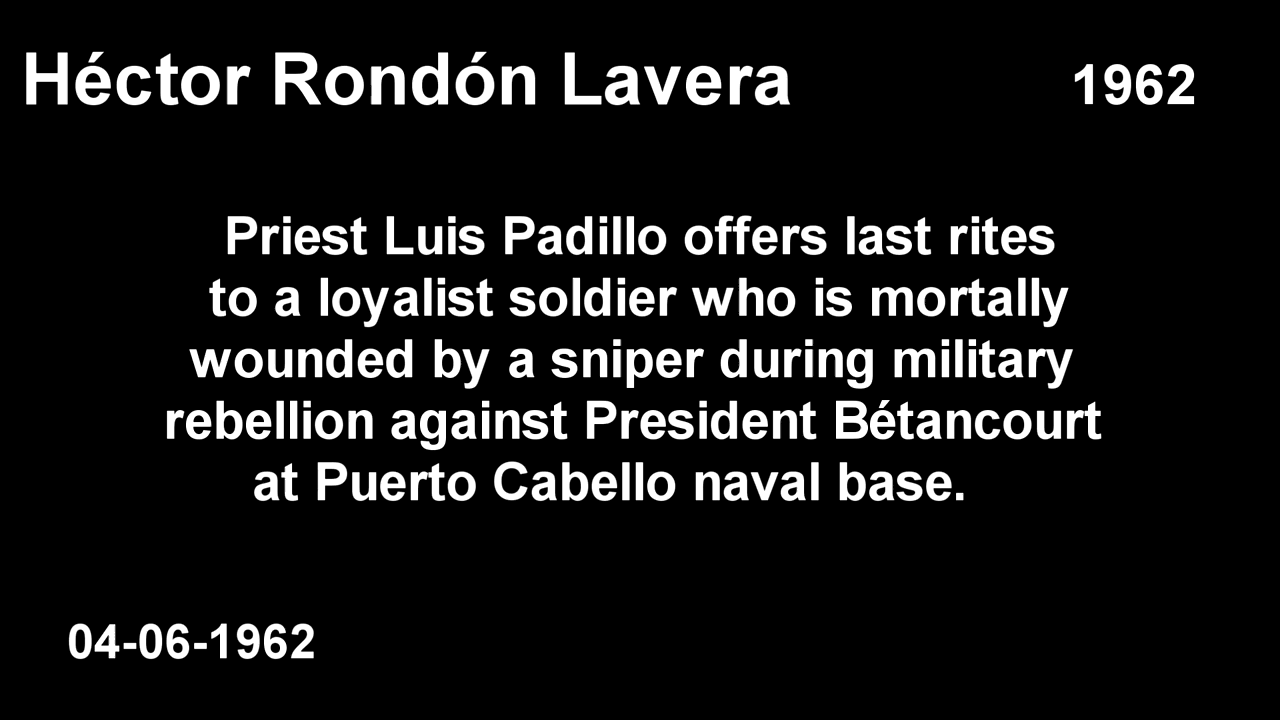 Héctor Rondón Lavera 1962
Priest Luis Padillo offers last rites
to a loyalist soldier who is mortally
wounded by a sniper during military
rebellion against President Bétancourt
at Puerto Cabello naval base.
04-06-1962